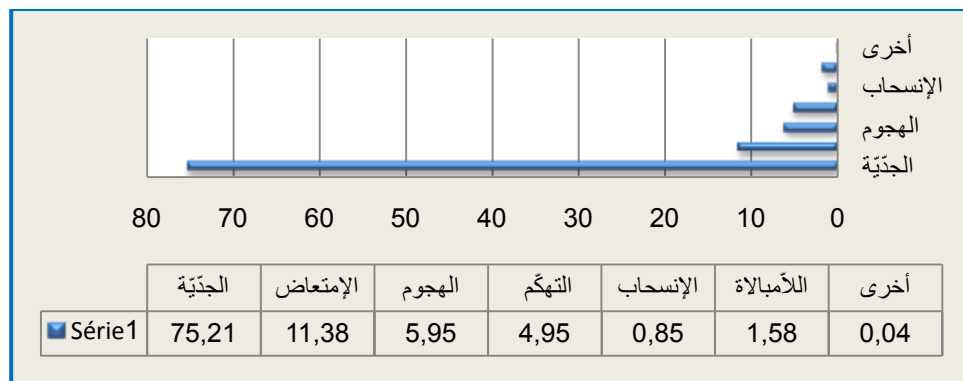 أخرى
الإنسحاب
الهجوم
الجدّيّة
80 70 60 50 40 30 20 10 0
الجدّيّة الإمتعاض الهجوم التهكّم الإنسحاب اللاّمبالاة أخرى
Série1 75,21 11,38 5,95 4,95 0,85 1,58 0,04